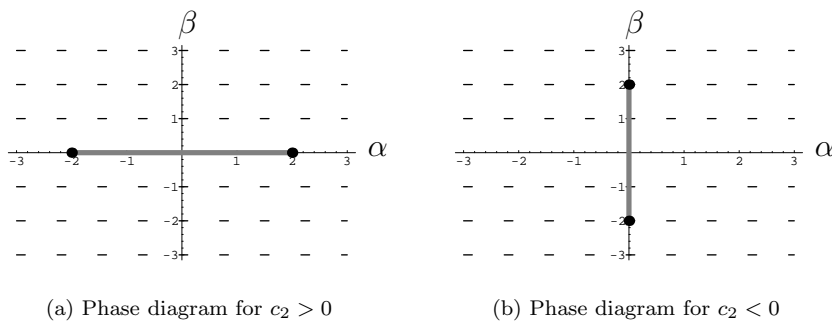 β β
3 3
2 2
1 1
-3 -2 -1 1 2 3 α -3 -2 -1 1 2 3 α
-1 -1
-2 -2
-3 -3
(a) Phase diagram for c₂ > 0 (b) Phase diagram for c₂ < 0